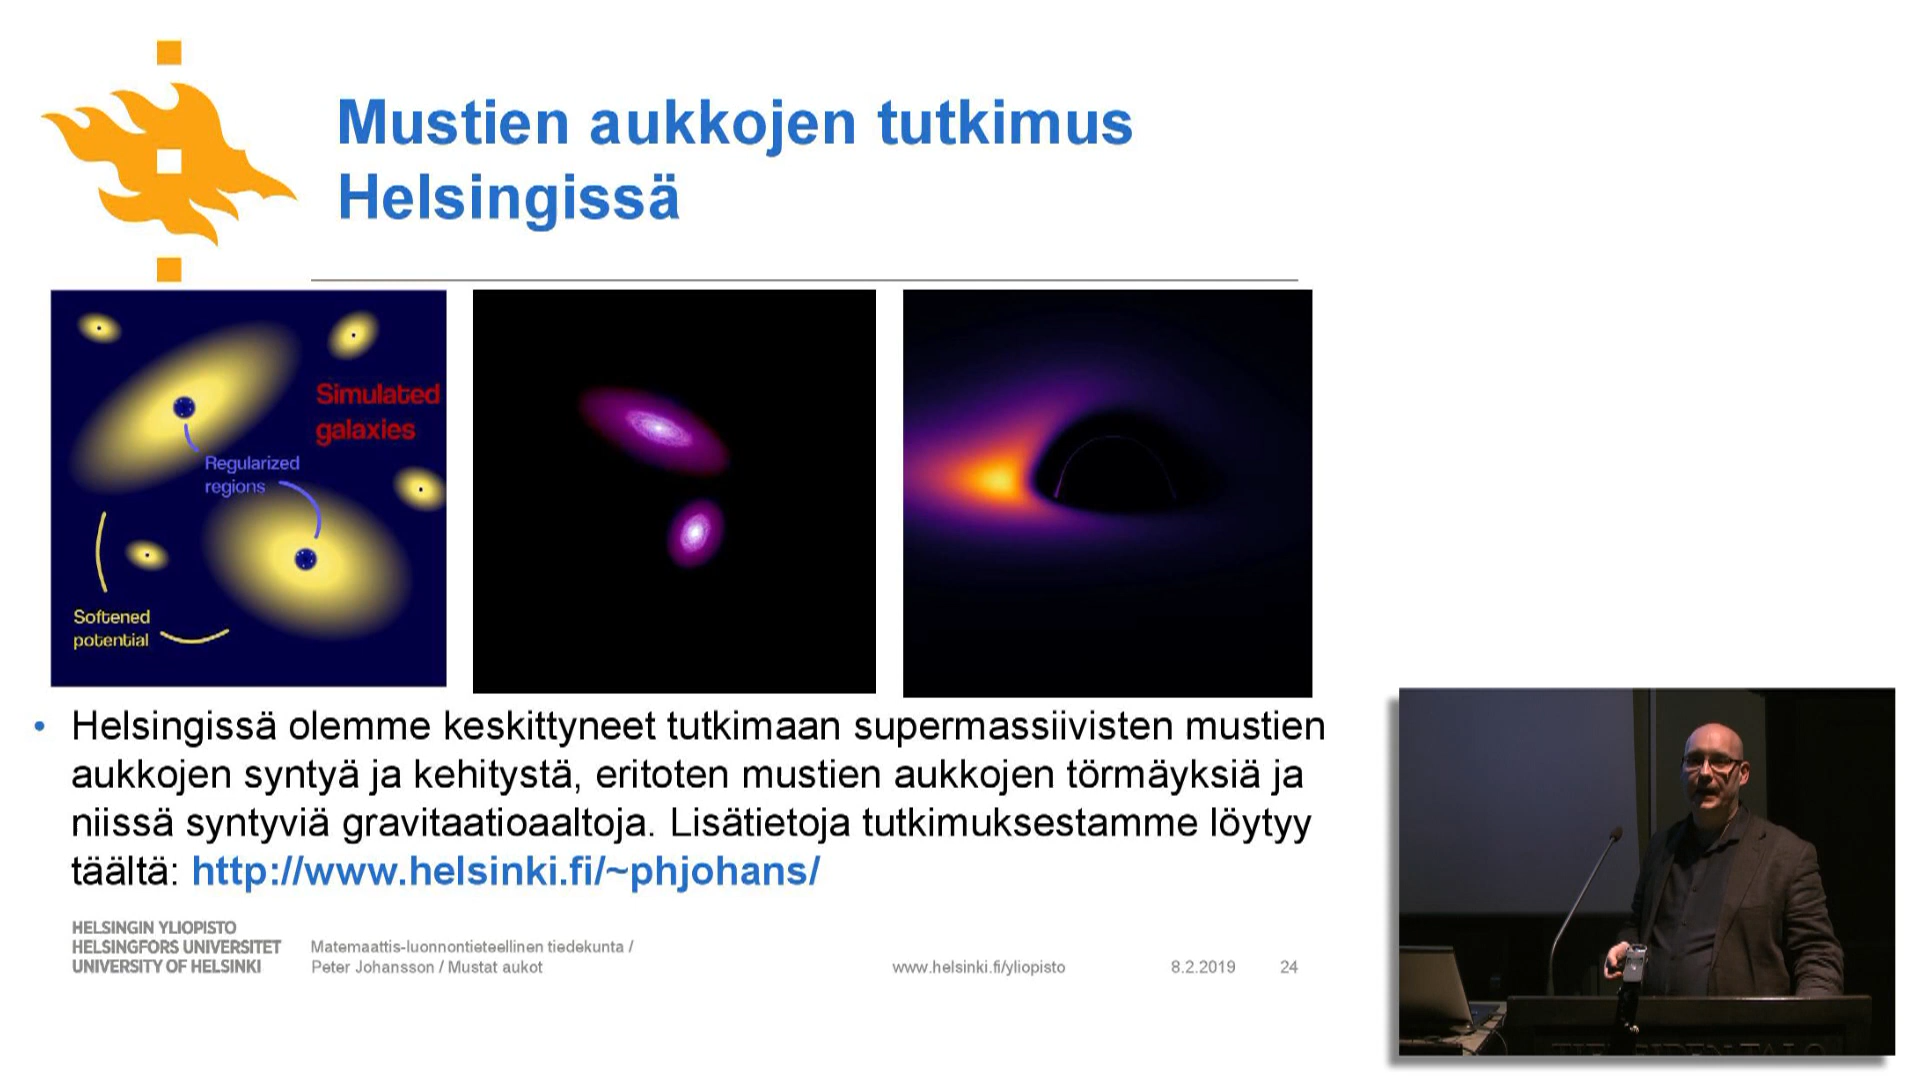 Mustien aukkojen tutkimus
Helsingissä
Simulated
galaxies
Regularized
regions
Softened
potential
• Helsingissä olemme keskittyneet tutkimaan supermassiivisten mustien
aukkojen syntyä ja kehitystä, eritoten mustien aukkojen törmäyksiä ja
niissä syntyviä gravitaatioaaltoja. Lisätietoja tutkimuksestamme löytyy
täältä: http://www.helsinki.fi/~phjohans/
HELSINGIN YLIOPISTO
HELSINGFORS UNIVERSITET
UNIVERSITY OF HELSINKI
Matemaattis-luonnontieteellinen tiedekunta /
Peter Johansson / Mustat aukot
www.helsinki.fi/yliopisto
8.2.2019
24